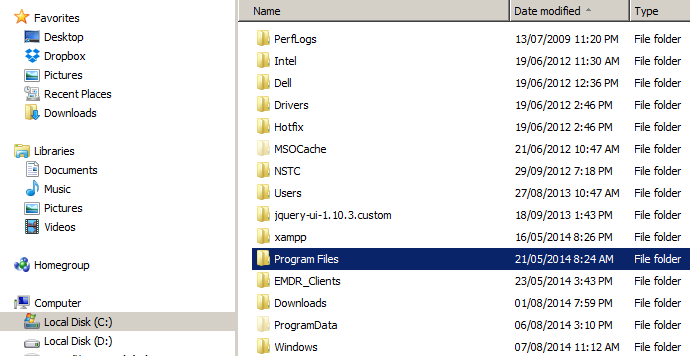 Favorites
Desktop
Dropbox
Pictures
Recent Places
Downloads
Libraries
Documents
Music
Pictures
Videos
Homegroup
Computer
Local Disk (C:)
Local Disk (D:)
Name Date modified Type
PerfLogs 13/07/2009 11:20 PM File folder
Intel 19/06/2012 11:30 AM File folder
Dell 19/06/2012 12:36 PM File folder
Drivers 19/06/2012 2:46 PM File folder
Hotfix 19/06/2012 2:46 PM File folder
MSOCache 21/06/2012 10:47 AM File folder
NSTC 29/09/2012 7:18 PM File folder
Users 27/08/2013 10:47 AM File folder
jquery-ui-1.10.3.custom 18/09/2013 1:43 PM File folder
xampp 16/05/2014 8:26 PM File folder
Program Files 21/05/2014 8:24 AM File folder
EMDR_Clients 23/05/2014 3:43 PM File folder
Downloads 01/08/2014 7:59 PM File folder
ProgramData 06/08/2014 3:10 PM File folder
Windows 07/08/2014 11:12 AM File folder